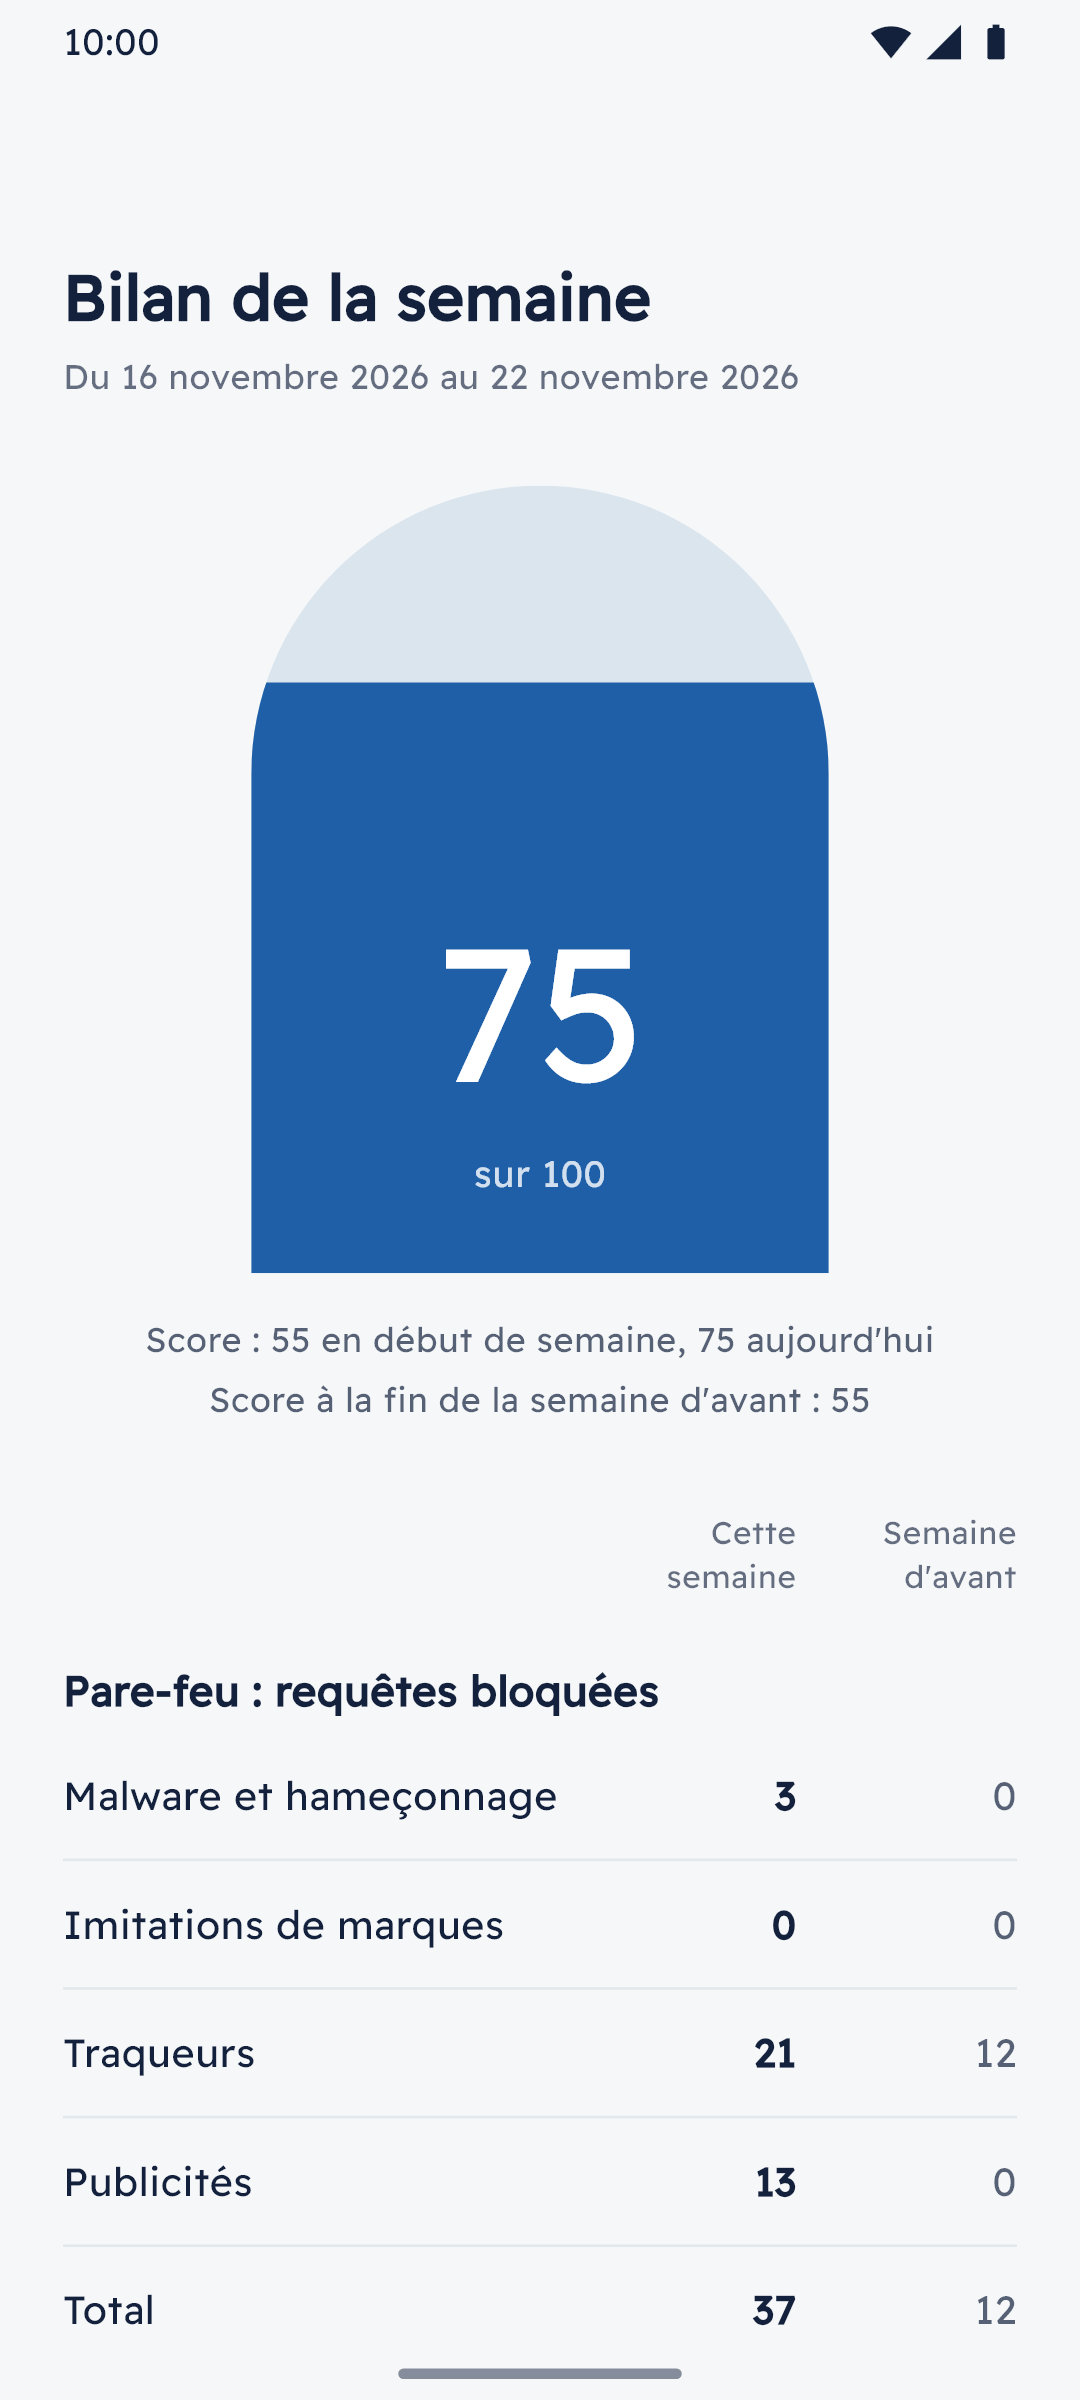 10:00
Bilan de la semaine
Du 16 novembre 2026 au 22 novembre 2026
75
sur 100
Score : 55 en début de semaine, 75 aujourd'hui
Score à la fin de la semaine d'avant : 55
Cette semaine
Semaine d'avant
Pare-feu : requêtes bloquées
Malware et hameçonnage 3 0
Imitations de marques 0 0
Traqueurs 21 12
Publicités 13 0
Total 37 12